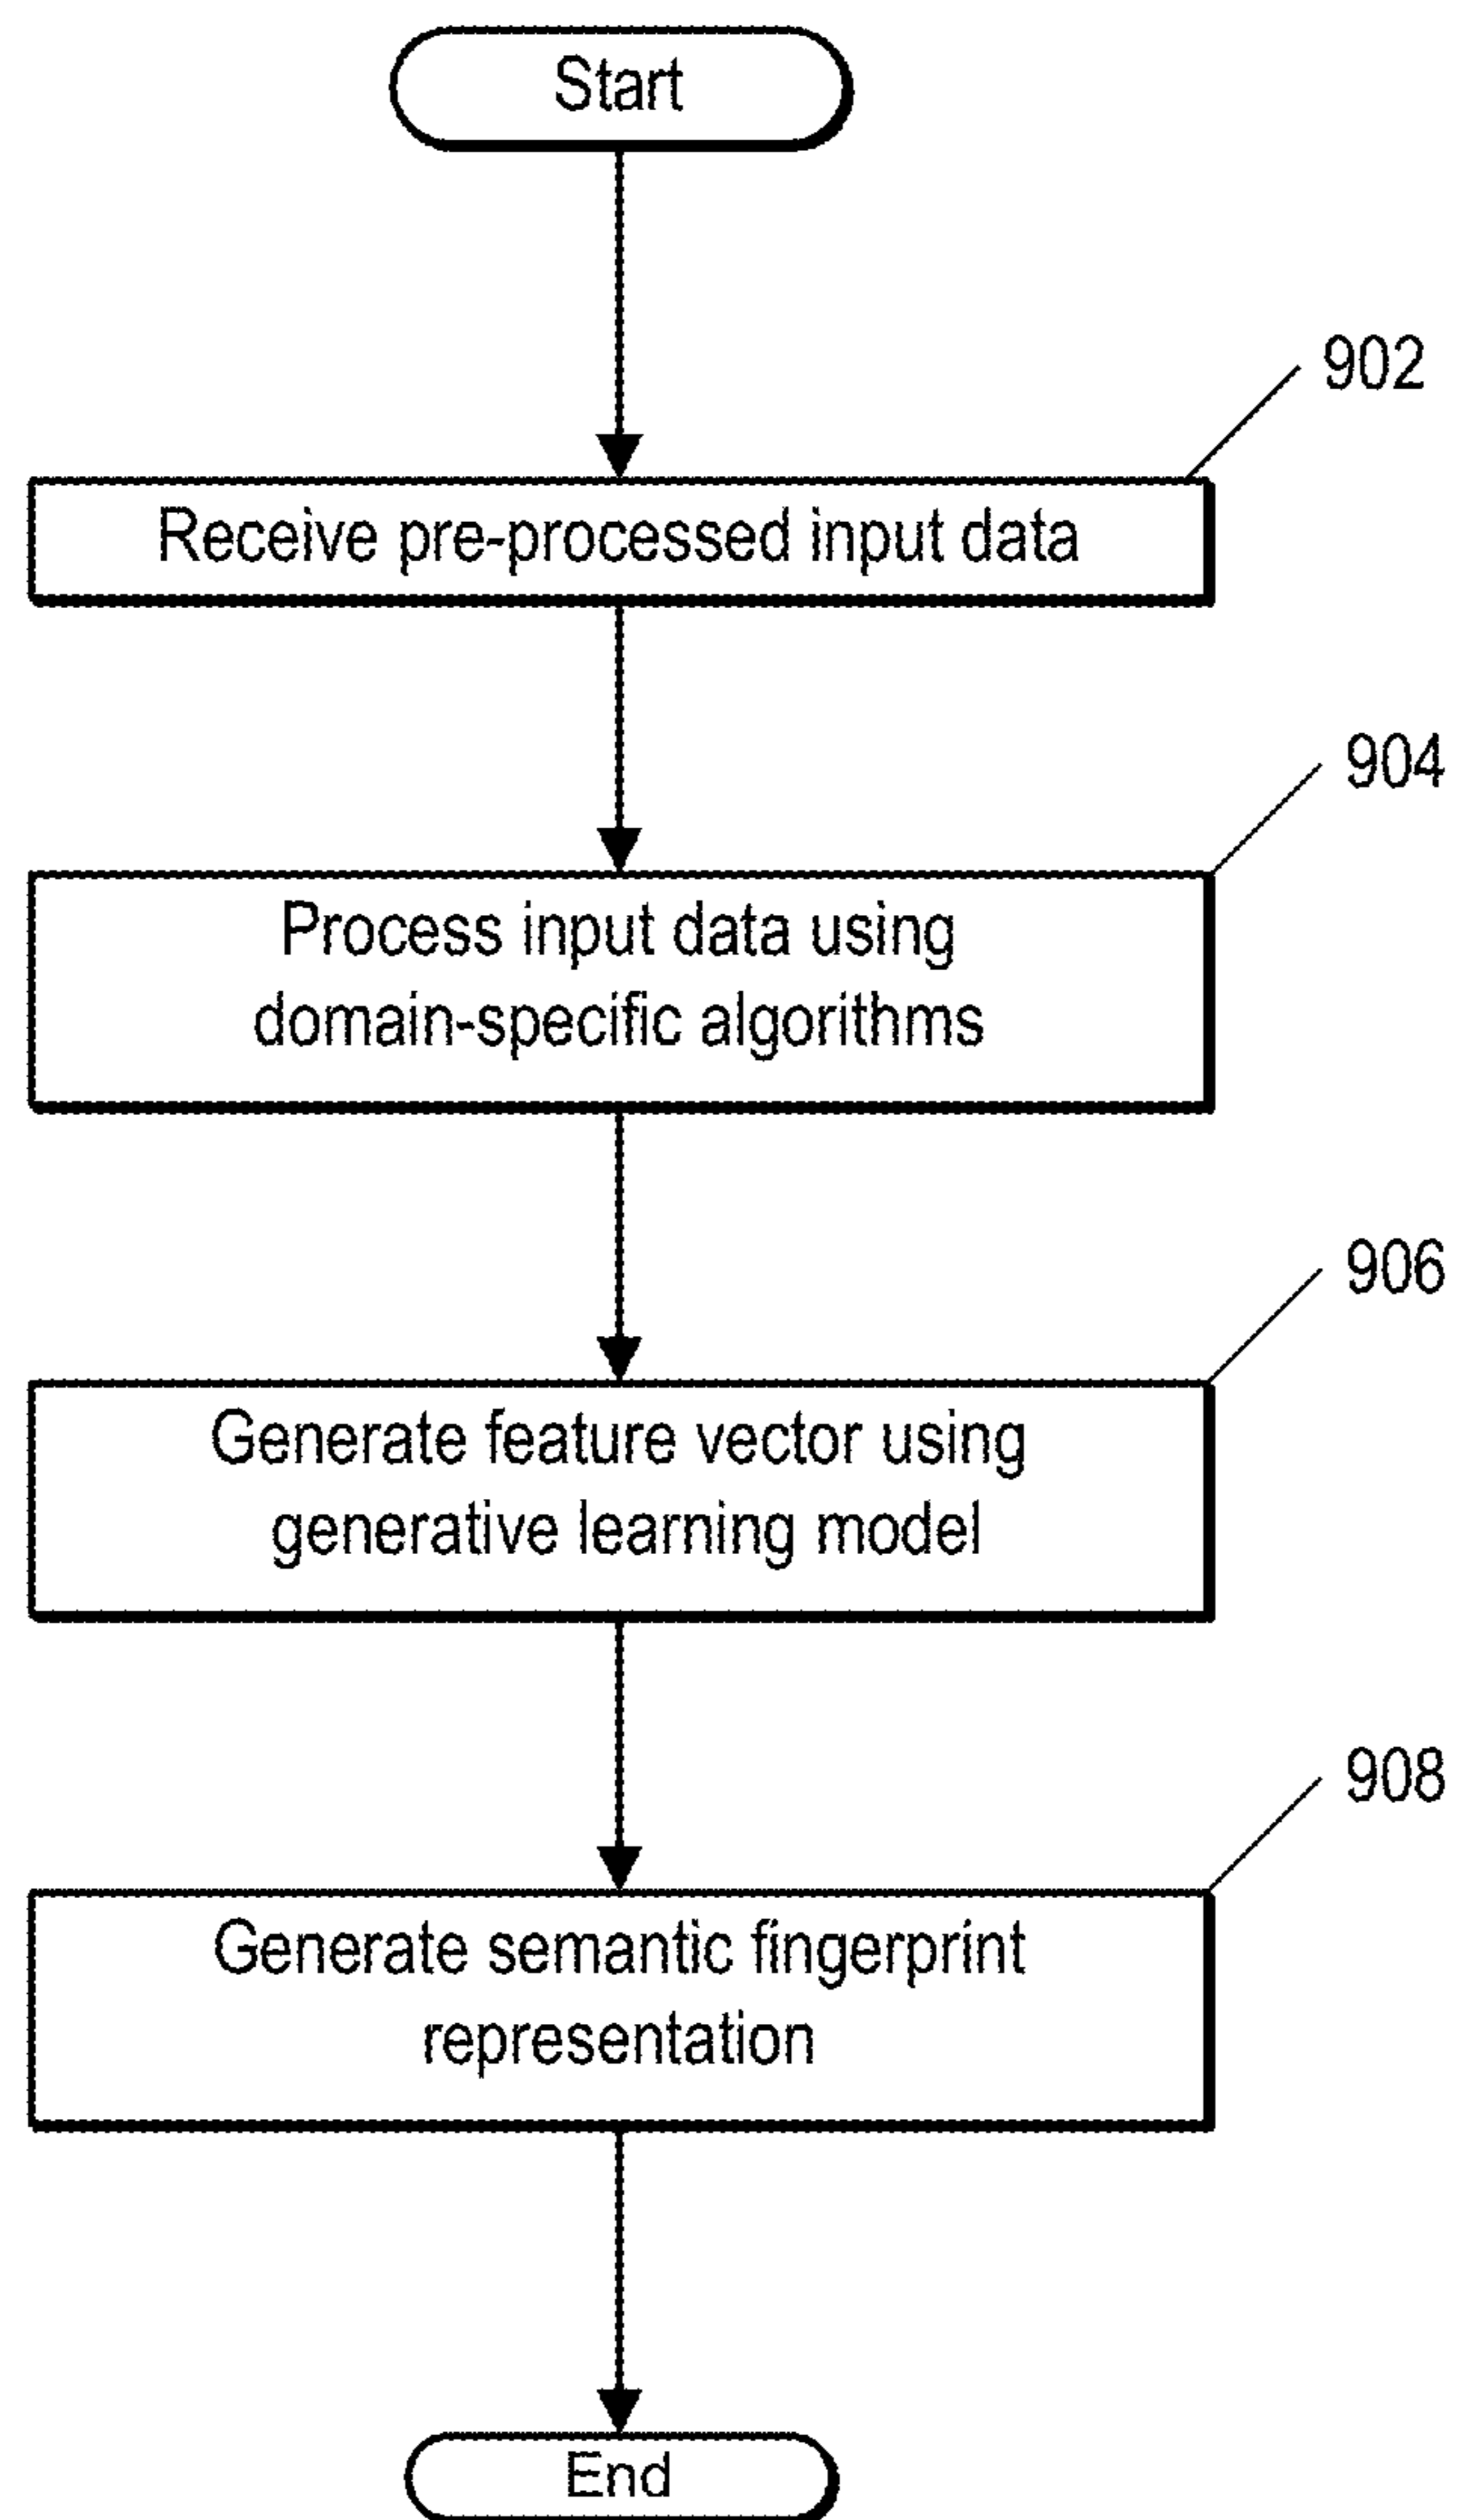 Start
902
Receive pre-processed input data
904
Process input data using
domain-specific algorithms
906
Generate feature vector using
generative learning model
908
Generate semantic fingerprint
representation
End